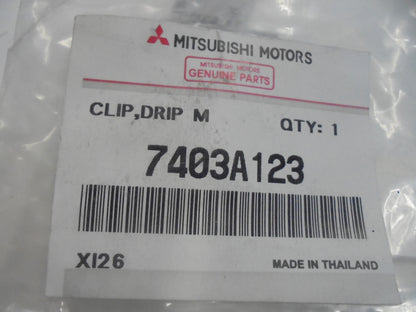 MITSUBISHI MOTORS
MITSUBISHI MOTORS
GENUINE PARTS
CLIP,DRIP M
QTY: 1
7403A123
XI26
MADE IN THAILAND